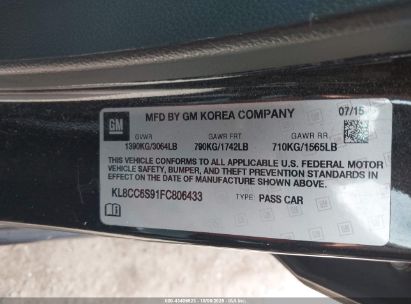 MFD BY GM KOREA COMPANY
07/15
GM
GVWR GAWR FRT GAWR RR
1390KG/3064LB 790KG/1742LB 710KG/1565LB
THIS VEHICLE CONFORMS TO ALL APPLICABLE U.S. FEDERAL MOTOR
VEHICLE SAFETY, BUMPER, AND THEFT PREVENTION STANDARDS IN
EFFECT ON THE DATE OF MANUFACTURE SHOWN ABOVE.
KL8CC6S91FC806433 TYPE: PASS CAR